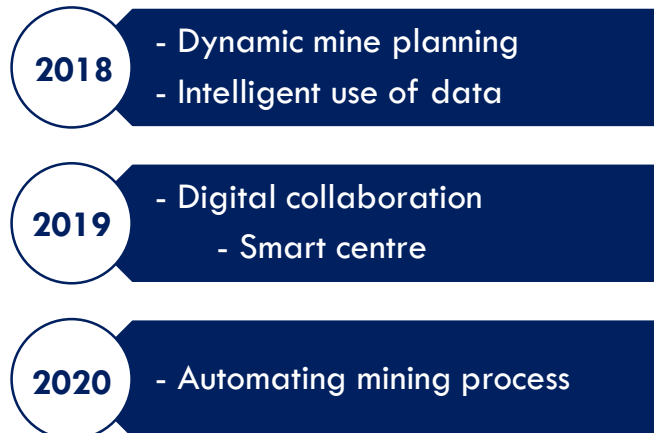 2018
- Dynamic mine planning
- Intelligent use of data
2019
- Digital collaboration
- Smart centre
2020
- Automating mining process